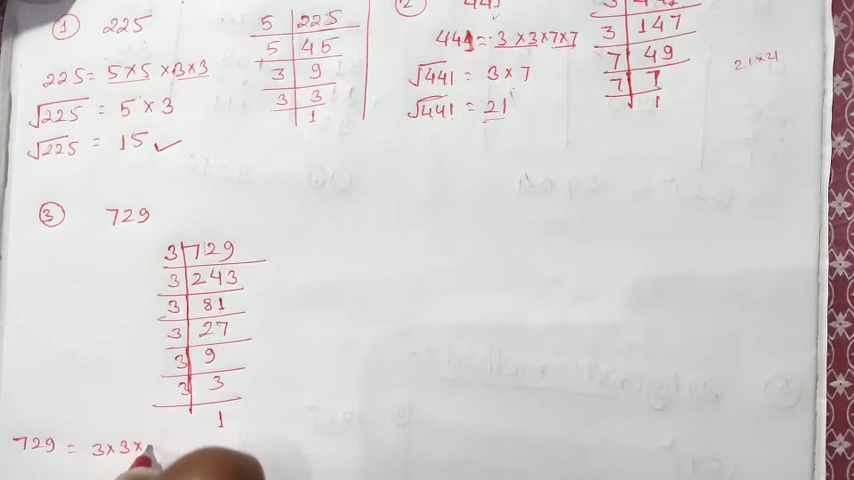 ① 225
5 225
5 45
3 9
3 3
1
225 = 5×5 ×3×3
√225 = 5 × 3
√225 = 15 ✓
② 441
3 147
7 49
7 7
1
441 = 3 ×3×7×7
√441 = 3 × 7
√441 = 21
21×21
③ 729
3 729
3 243
3 81
3 27
3 9
3 3
1
729 = 3×3×